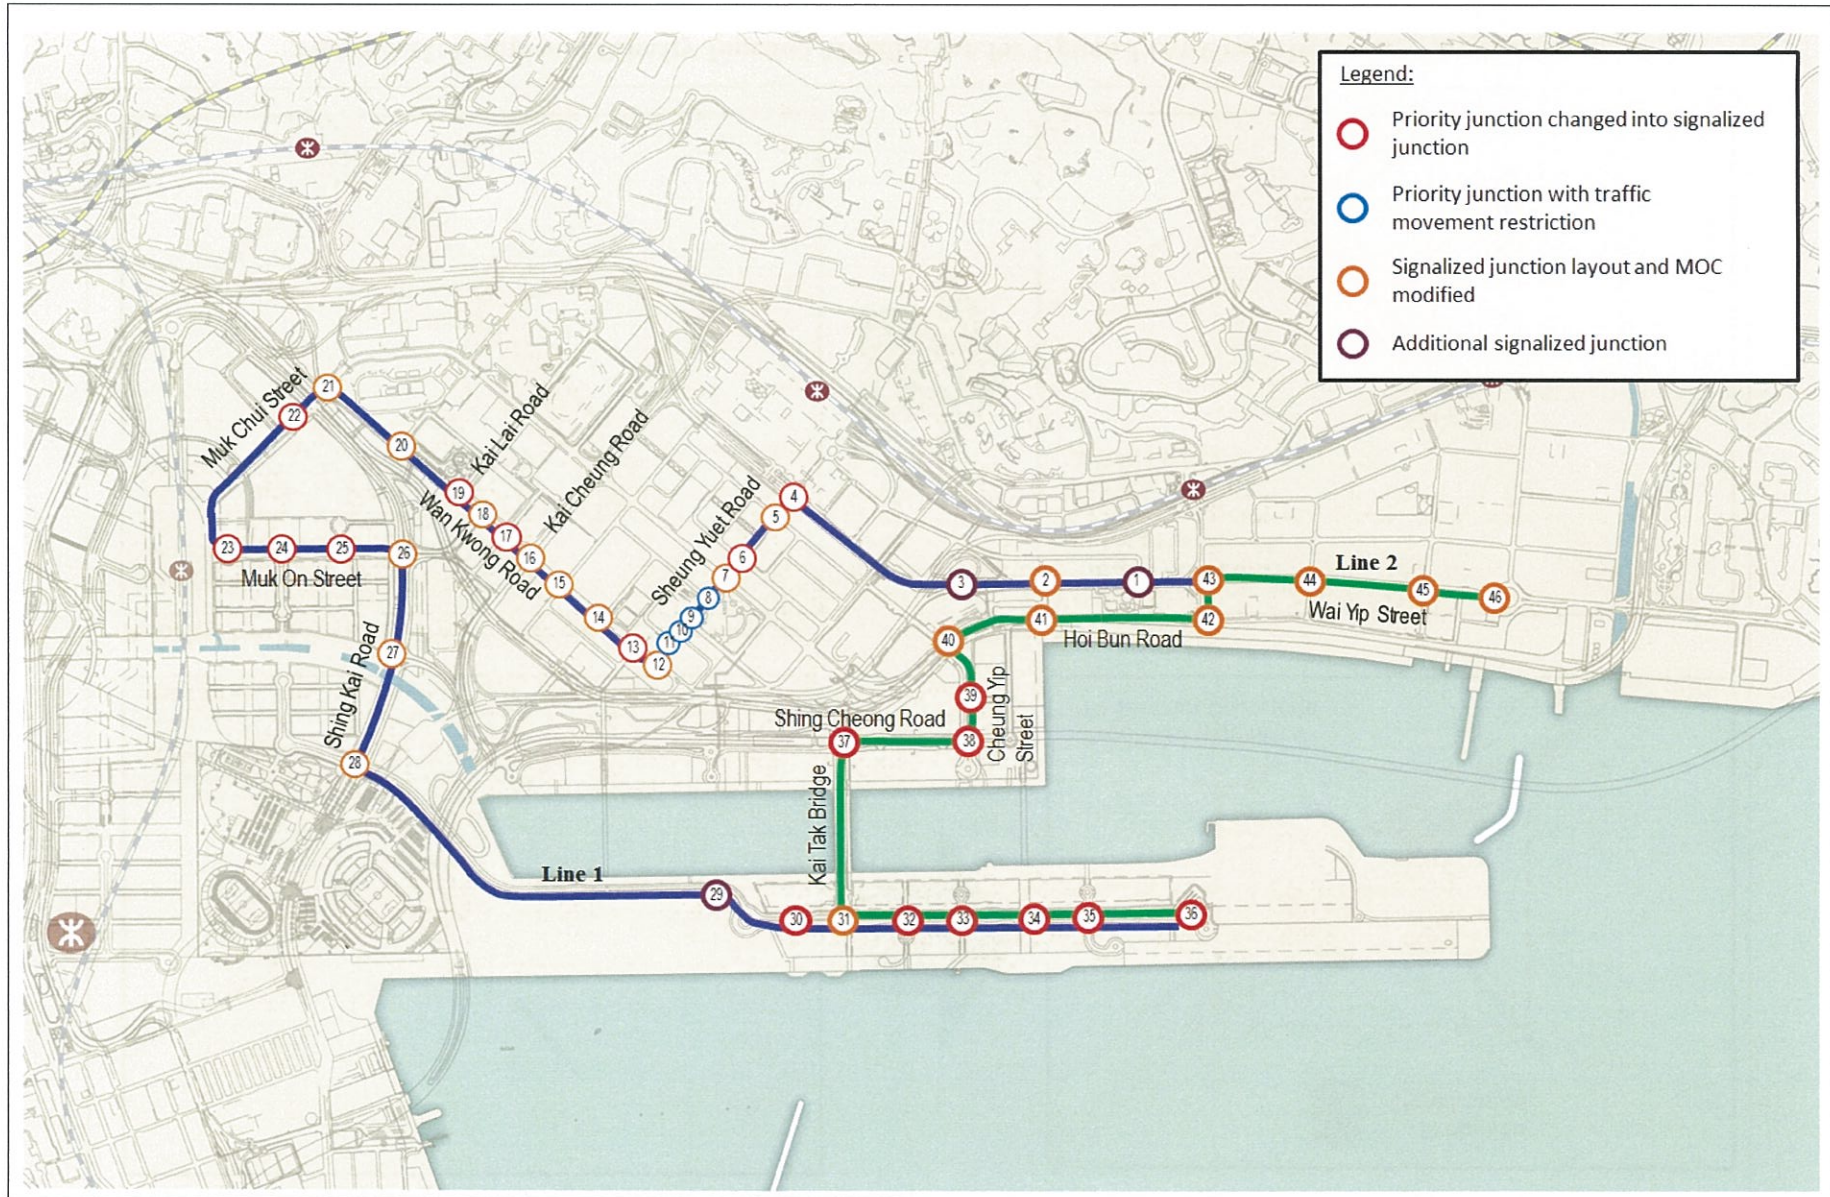 Legend:
Priority junction changed into signalized
junction
Priority junction with traffic
movement restriction
Signalized junction layout and MOC
modified
Additional signalized junction
21
22
Muk Chui Street
20
Kai Lai Road
19
18
Kai Cheung Road
17
Wan Kwong Road
16
15
14
13
12
11
10
9
8
7
6
5
4
Sheung Yuet Road
23
24
25
26
Muk On Street
3
2
1
43
Line 2
44
45
46
Wai Yip Street
41
42
40
Hoi Bun Road
27
Shing Kai Road
28
39
Cheung Yip
Street
Shing Cheong Road
37
38
Kai Tak Bridge
Line 1
29
30
31
32
33
34
35
36